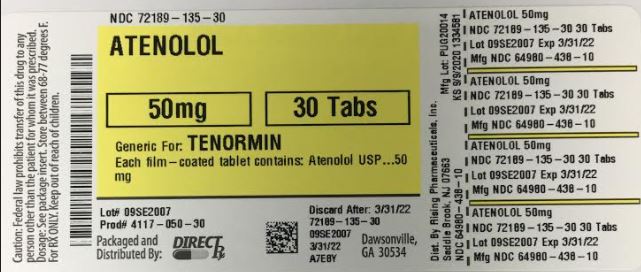 Caution: Federal law prohibits transfer of this drug to any
person other than the patient for whom it was prescribed.
Dosage: See package insert. Store between 68-77 degrees F.
For RX ONLY. Keep out of reach of children.
NDC 72189-135-30
ATENOLOL
50mg
30 Tabs
Generic For: TENORMIN
Each film-coated tablet contains: Atenolol USP...50
mg
Lot# 09SE2007
Prod# 4117-050-30
Packaged and
Distributed By:
DIRECT Rx
Discard After: 3/31/22
72189-135-30
09SE2007
3/31/22
A7E8Y
Dawsonville,
GA 30534
Mfg Lot: PUG20014
KS 9/9/2020 1334581
Dist. By Rising Pharmaceuticals, Inc.
Saddle Brook, NJ 07663
NDC 64980-438-10
ATENOLOL 50mg
NDC 72189-135-30 30 Tabs
Lot 09SE2007 Exp 3/31/22
Mfg NDC 64980-438-10
ATENOLOL 50mg
NDC 72189-135-30 30 Tabs
Lot 09SE2007 Exp 3/31/22
Mfg NDC 64980-438-10
ATENOLOL 50mg
NDC 72189-135-30 30 Tabs
Lot 09SE2007 Exp 3/31/22
Mfg NDC 64980-438-10
ATENOLOL 50mg
NDC 72189-135-30 30 Tabs
Lot 09SE2007 Exp 3/31/22
Mfg NDC 64980-438-10